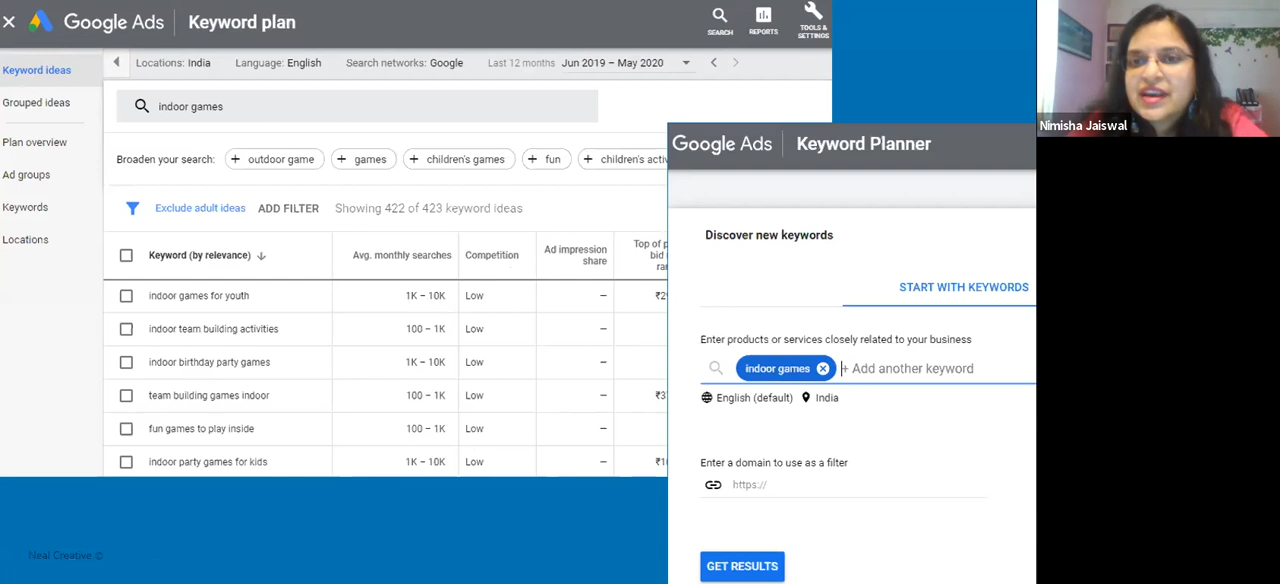 Google Ads Keyword plan
SEARCH
REPORTS
TOOLS & SETTINGS
Keyword ideas
Grouped ideas
Plan overview
Ad groups
Keywords
Locations
Locations: India Language: English Search networks: Google Last 12 months Jun 2019 – May 2020
indoor games
Broaden your search: + outdoor game + games + children's games + fun + children's
Exclude adult ideas ADD FILTER Showing 422 of 423 keyword ideas
Keyword (by relevance) Avg. monthly searches Competition Ad impression share Top of
bid
indoor games for youth 1K – 10K Low –
indoor team building activities 100 – 1K Low –
indoor birthday party games 1K – 10K Low –
team building games indoor 100 – 1K Low –
fun games to play inside 100 – 1K Low –
indoor party games for kids 1K – 10K Low –
Google Ads Keyword Planner
Discover new keywords
START WITH KEYWORDS
Enter products or services closely related to your business
indoor games + Add another keyword
English (default) India
Enter a domain to use as a filter
https://
GET RESULTS
Neal Creative ©
Nimisha Jaiswal